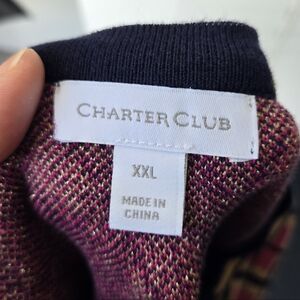 CHARTER CLUB
XXL
MADE IN
CHINA